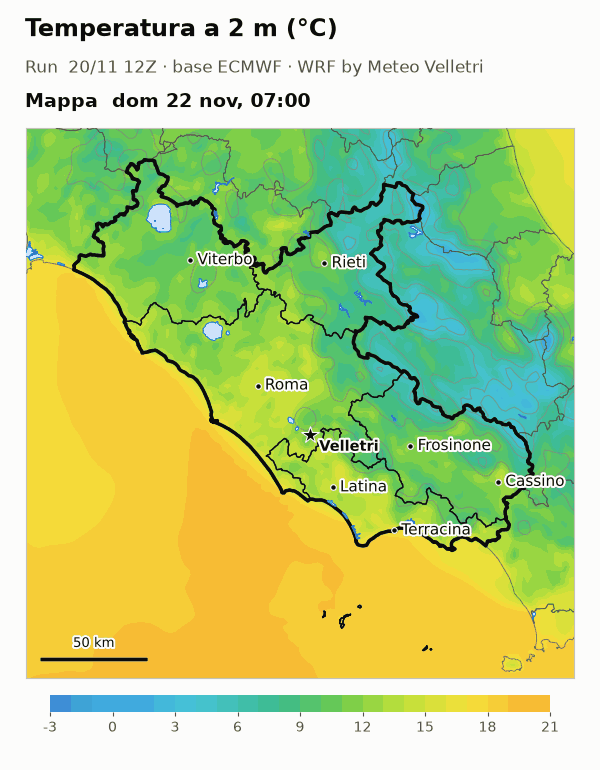 Temperatura a 2 m (°C)
Run 20/11 12Z · base ECMWF · WRF by Meteo Velletri
Mappa dom 22 nov, 07:00
Viterbo
Rieti
Roma
Velletri
Frosinone
Latina
Cassino
Terracina
50 km
-3 0 3 6 9 12 15 18 21